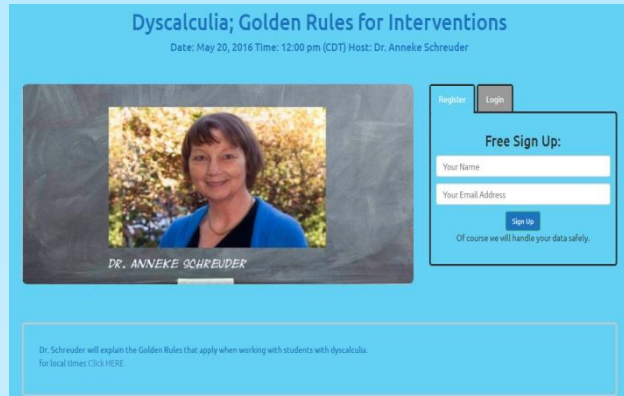 Dyscalculia; Golden Rules for Interventions
Date: May 20, 2016 Time: 12:00 pm (CDT) Host: Dr. Anneke Schreuder
Register
Login
DR. ANNEKE SCHREUDER
Free Sign Up:
Your Name
Your Email Address
Sign Up
Of course we will handle your data safely.
Dr. Schreuder will explain the Golden Rules that apply when working with students with dyscalculia.
for local times Click HERE